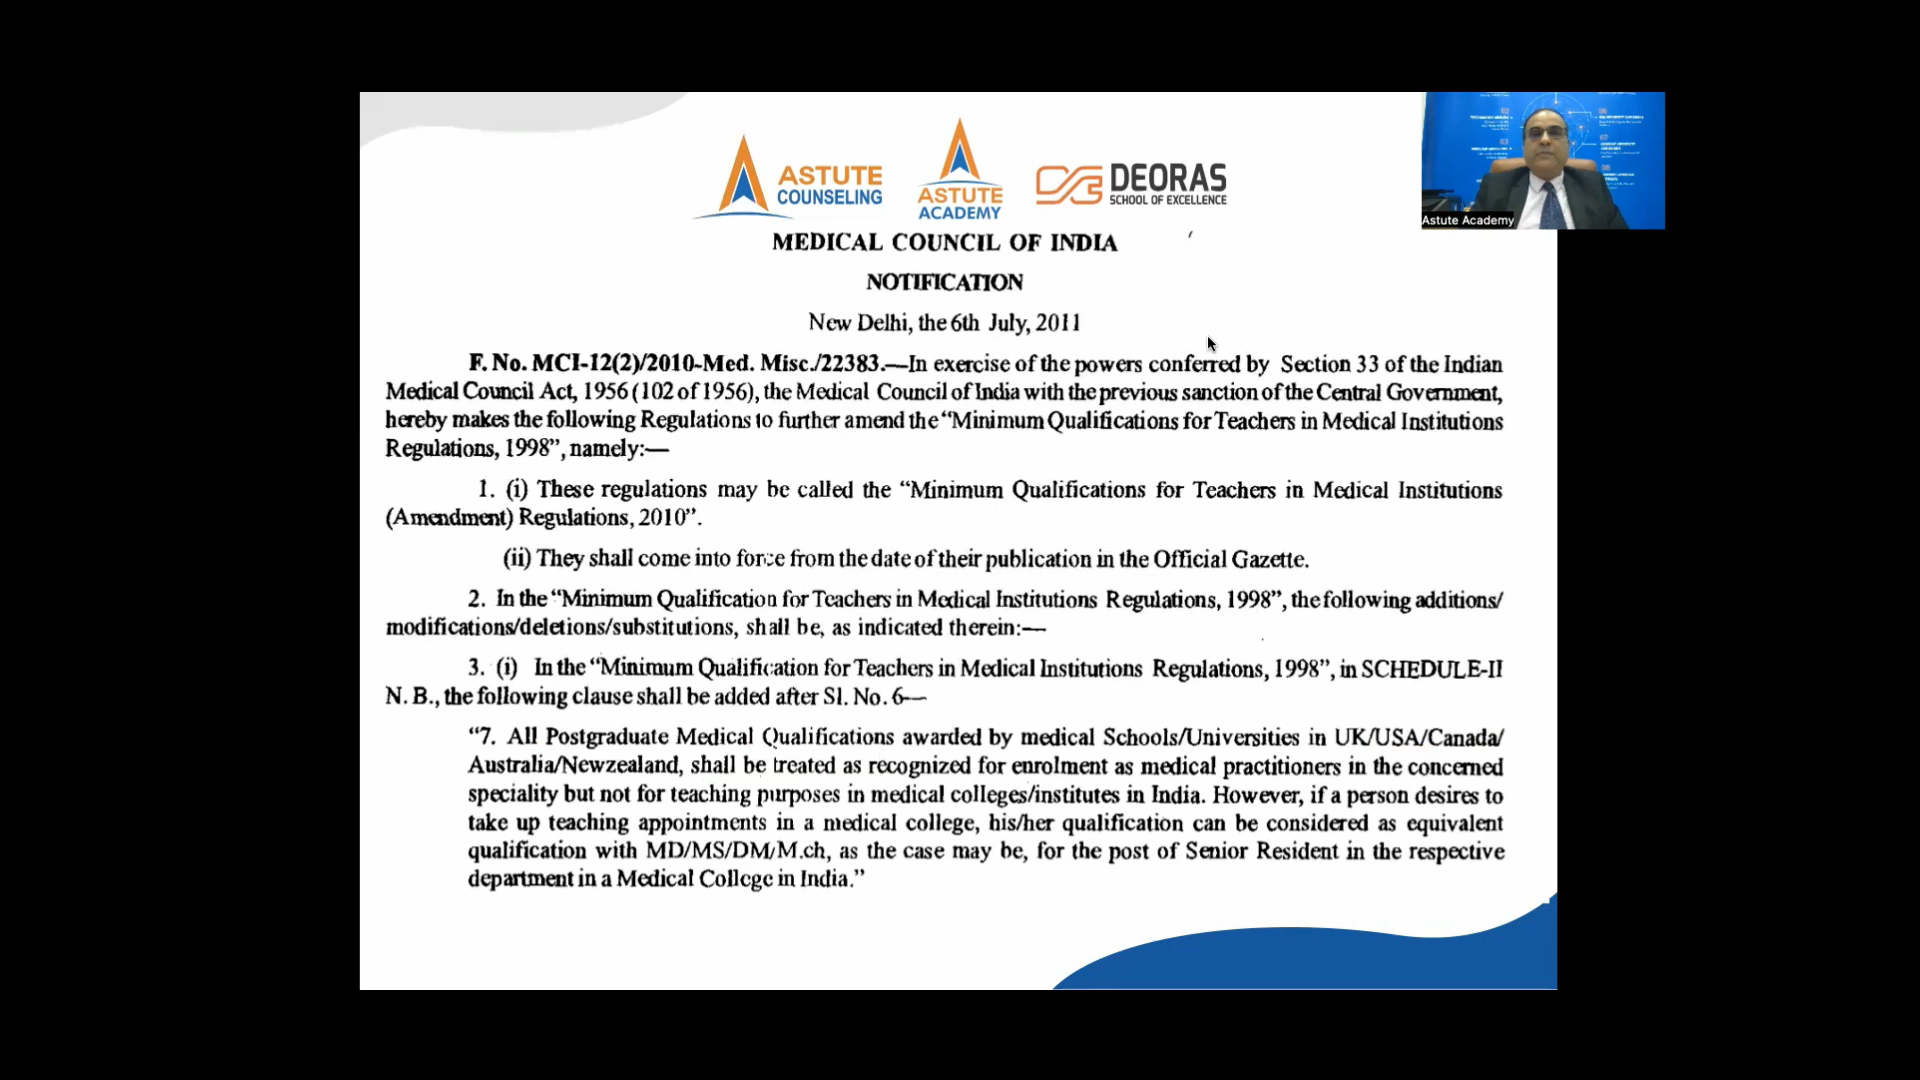 ASTUTE
COUNSELING
ASTUTE
ACADEMY
DEORAS
SCHOOL OF EXCELLENCE
Astute Academy
MEDICAL COUNCIL OF INDIA
NOTIFICATION
New Delhi, the 6th July, 2011
F. No. MCI-12(2)/2010-Med. Misc./22383.—In exercise of the powers conferred by Section 33 of the Indian
Medical Council Act, 1956 (102 of 1956), the Medical Council of India with the previous sanction of the Central Government,
hereby makes the following Regulations to further amend the “Minimum Qualifications for Teachers in Medical Institutions
Regulations, 1998”, namely:—
1. (i) These regulations may be called the “Minimum Qualifications for Teachers in Medical Institutions
(Amendment) Regulations, 2010”.
(ii) They shall come into force from the date of their publication in the Official Gazette.
2. In the “Minimum Qualification for Teachers in Medical Institutions Regulations, 1998”, the following additions/
modifications/deletions/substitutions, shall be, as indicated therein:—
3. (i) In the “Minimum Qualification for Teachers in Medical Institutions Regulations, 1998”, in SCHEDULE-II
N. B., the following clause shall be added after Sl. No. 6—
“7. All Postgraduate Medical Qualifications awarded by medical Schools/Universities in UK/USA/Canada/
Australia/Newzealand, shall be treated as recognized for enrolment as medical practitioners in the concerned
speciality but not for teaching purposes in medical colleges/institutes in India. However, if a person desires to
take up teaching appointments in a medical college, his/her qualification can be considered as equivalent
qualification with MD/MS/DM/M.ch, as the case may be, for the post of Senior Resident in the respective
department in a Medical College in India.”